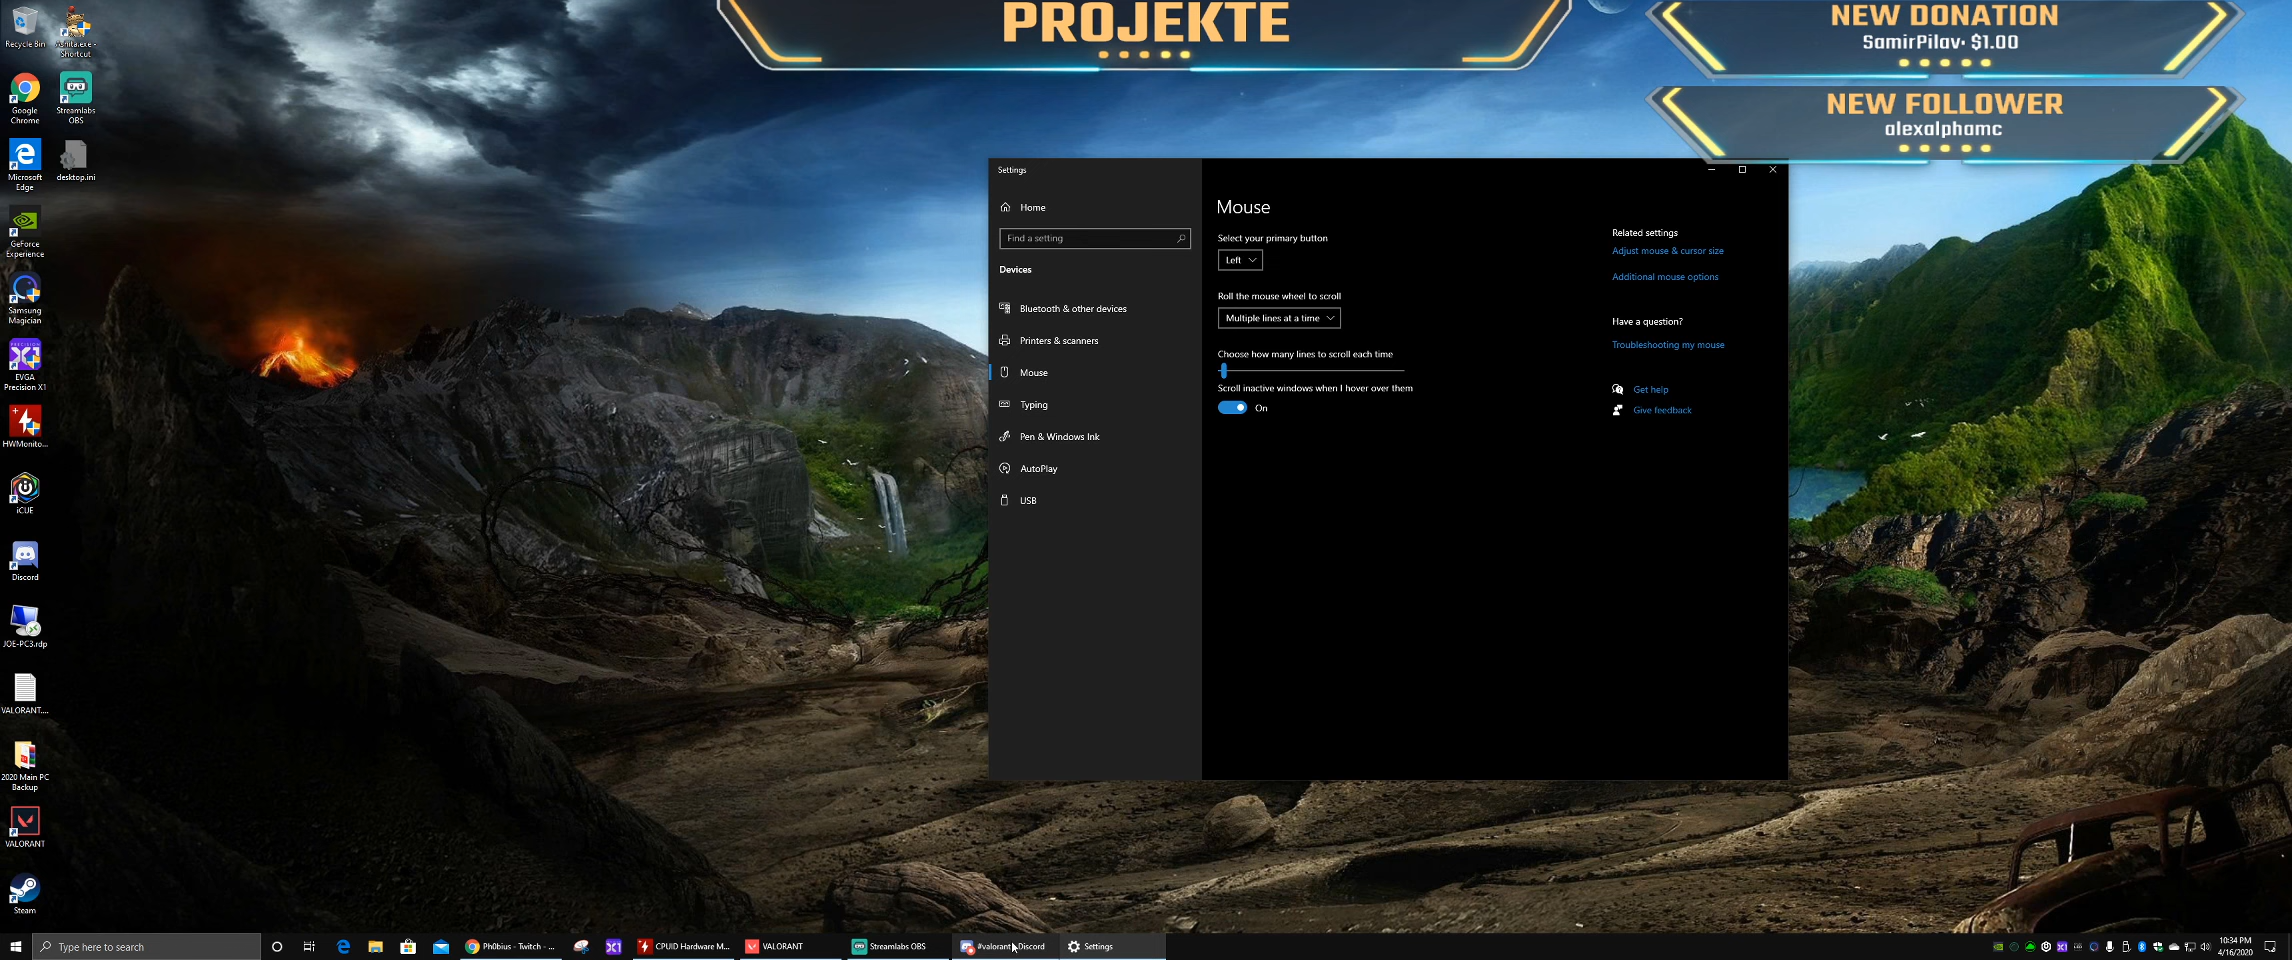 PROJEKTE
NEW DONATION
SamirPilav• $1.00
NEW FOLLOWER
alexalphamc
Recycle Bin
Shortcut
Google
Chrome
Streamlabs
OBS
Microsoft
Edge
desktop.ini
GeForce
Experience
Samsung
Magician
EVGA
Precision X1
HWMonito...
iCUE
Discord
JOE-PC3.rdp
VALORANT....
2020 Main PC
Backup
VALORANT
Steam
Settings
Home
Find a setting
Devices
Bluetooth & other devices
Printers & scanners
Mouse
Typing
Pen & Windows Ink
AutoPlay
USB
Mouse
Select your primary button
Left
Roll the mouse wheel to scroll
Multiple lines at a time
Choose how many lines to scroll each time
Scroll inactive windows when I hover over them
On
Related settings
Adjust mouse & cursor size
Additional mouse options
Have a question?
Troubleshooting my mouse
Get help
Give feedback
Type here to search
Ph0bius - Twitch - ...
X1
CPUID Hardware M...
VALORANT
Streamlabs OBS
#valorant - Discord
Settings
10:34 PM
4/16/2020